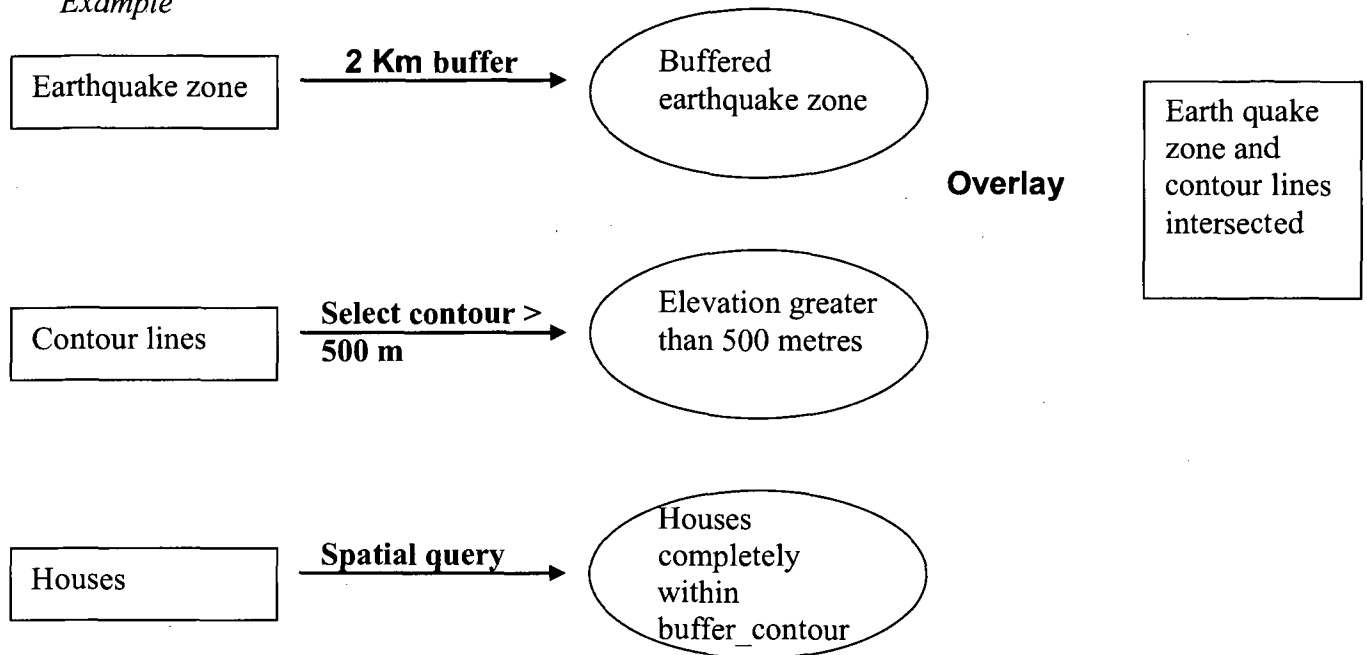 Example
Earthquake zone
2 Km buffer
Buffered
earthquake zone
Overlay
Earth quake
zone and
contour lines
intersected
Contour lines
Select contour >
500 m
Elevation greater
than 500 metres
Houses
Spatial query
Houses
completely
within
buffer_contour